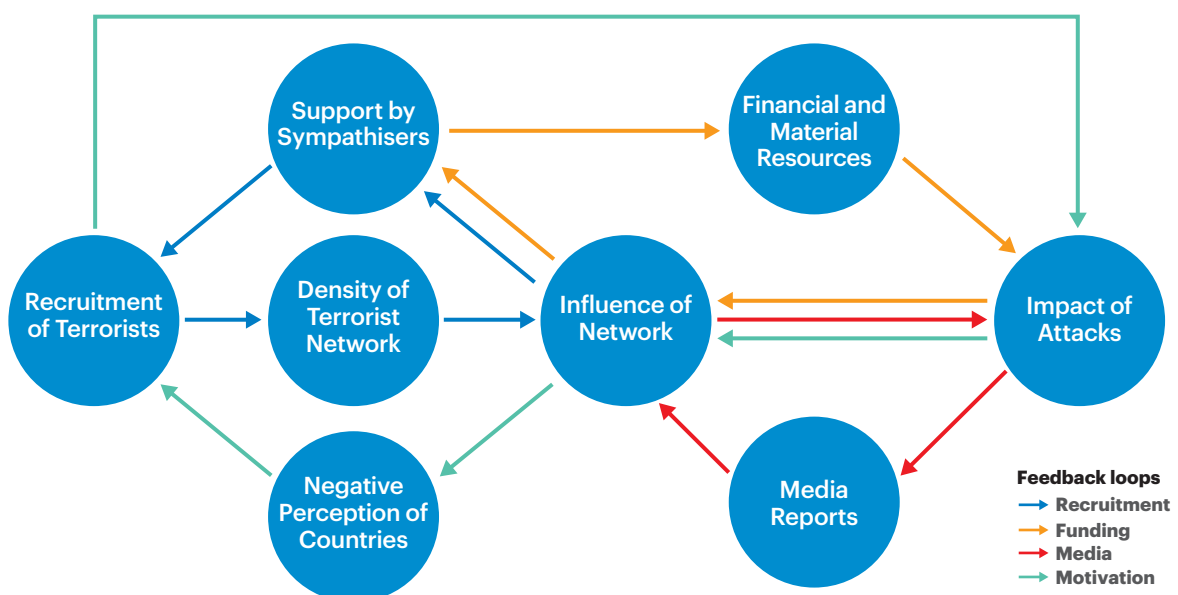 Support by
Sympathisers
Financial and
Material
Resources
Recruitment
of Terrorists
Density of
Terrorist
Network
Influence of
Network
Impact of
Attacks
Negative
Perception of
Countries
Media
Reports
Feedback loops
Recruitment
Funding
Media
Motivation